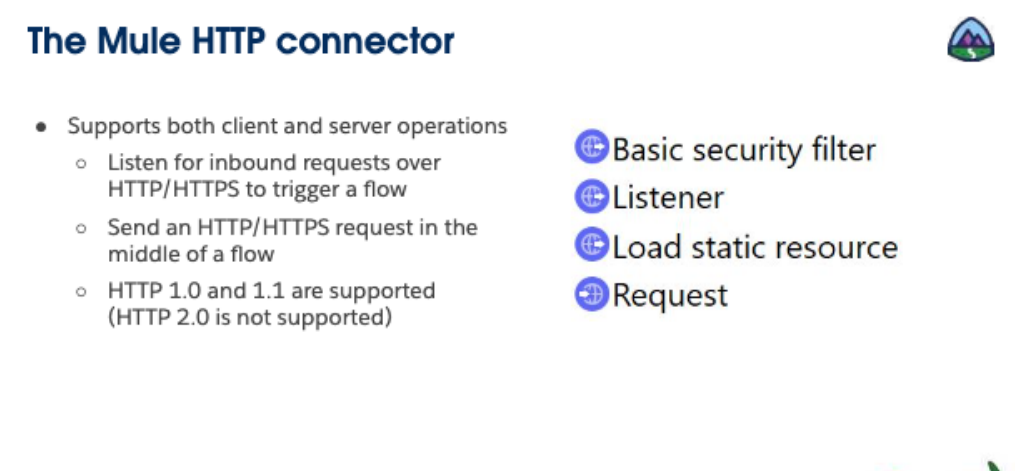 The Mule HTTP connector
● Supports both client and server operations
○ Listen for inbound requests over
HTTP/HTTPS to trigger a flow
○ Send an HTTP/HTTPS request in the
middle of a flow
○ HTTP 1.0 and 1.1 are supported
(HTTP 2.0 is not supported)
Basic security filter
Listener
Load static resource
Request